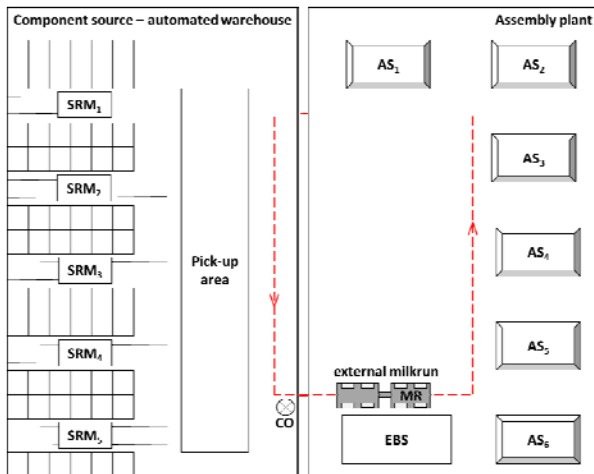 Component source – automated warehouse
Assembly plant
AS1
AS2
SRM1
AS3
SRM2
Pick-up
area
AS4
SRM3
AS5
SRM4
external milkrun
MR
CO
EBS
SRM5
AS6